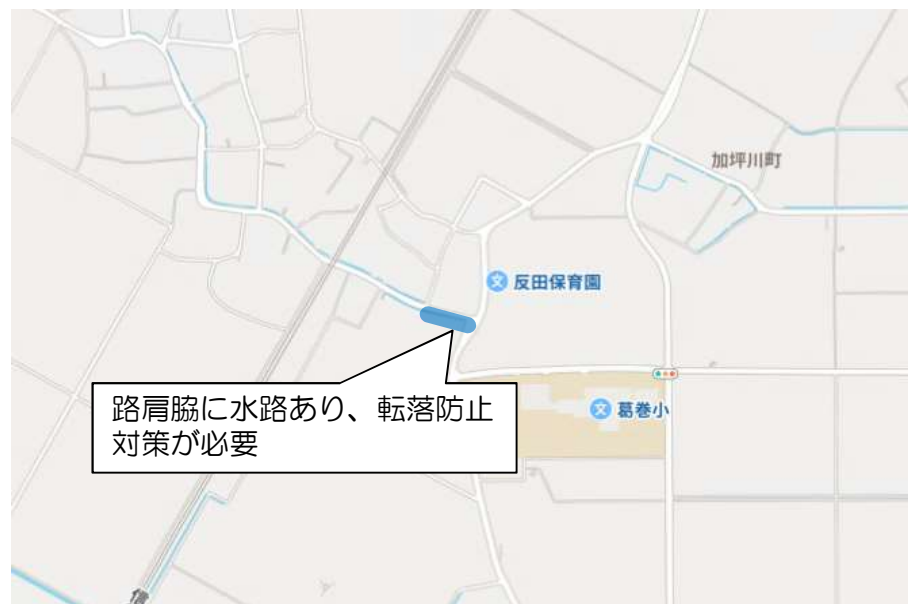 加坪川町
反田保育園
路肩脇に水路あり、転落防止
対策が必要
葛巻小
信